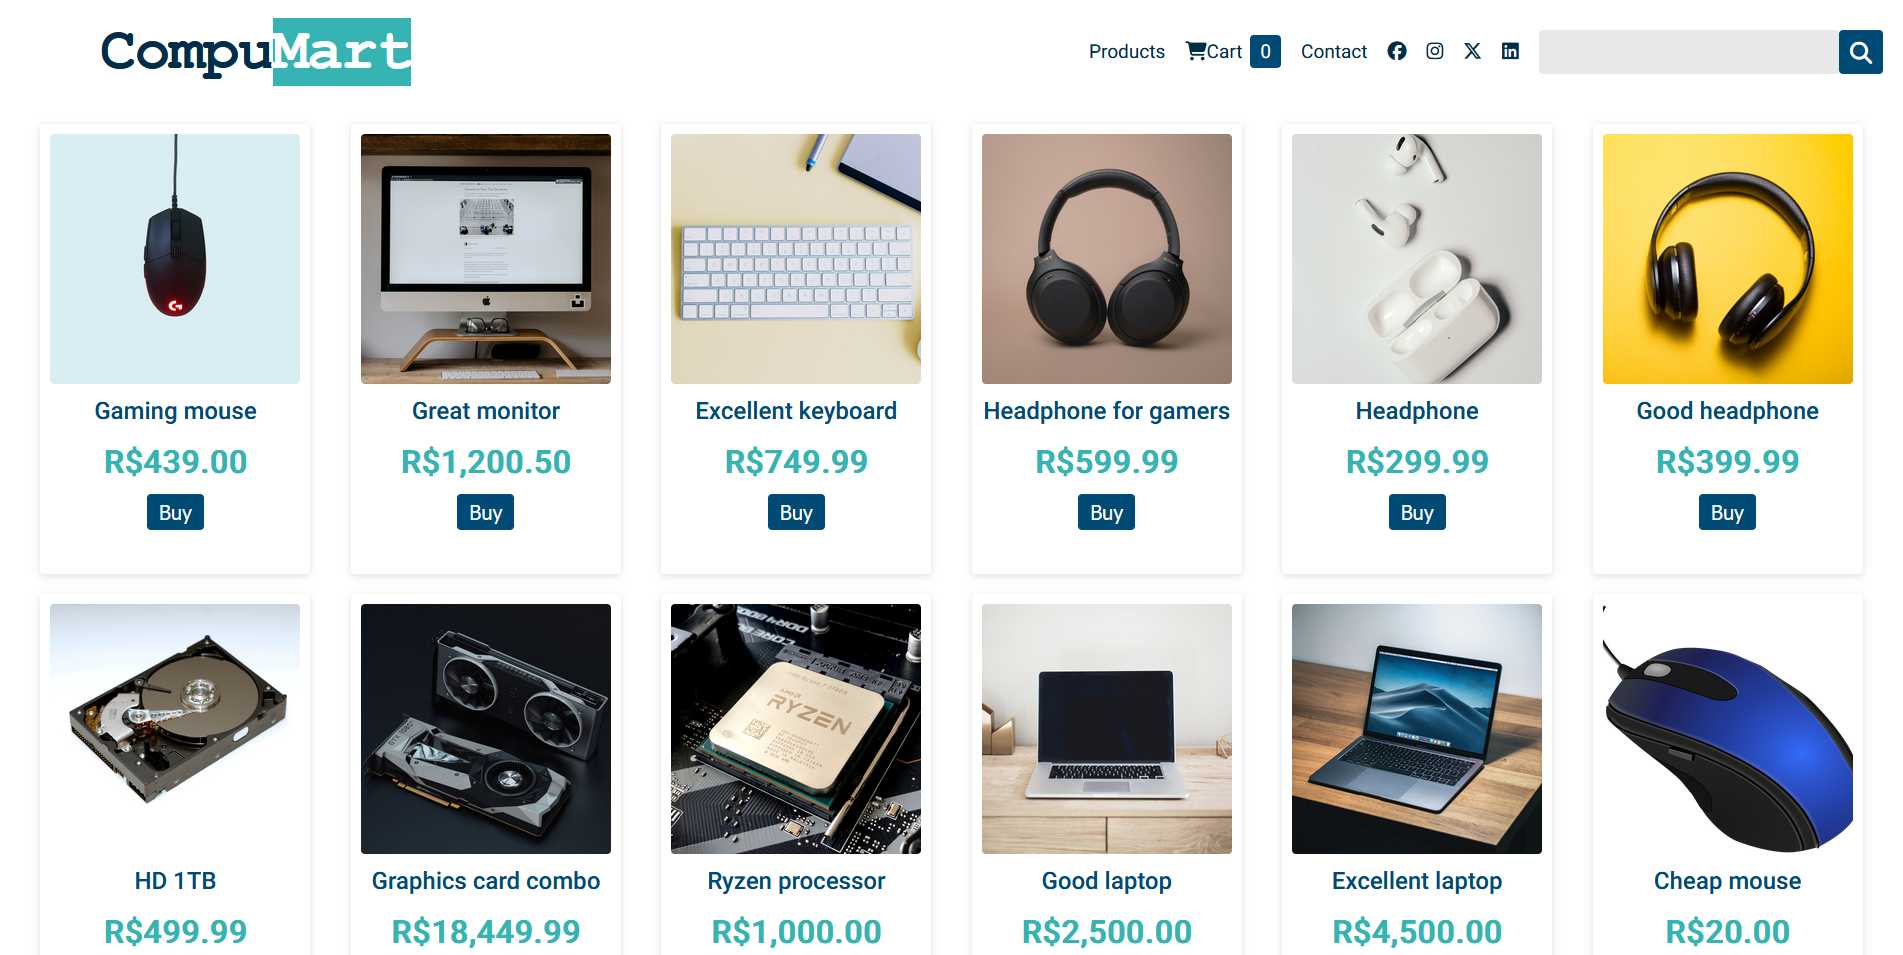 CompuMart
Products Cart 0 Contact
Gaming mouse
R$439.00
Buy
Great monitor
R$1,200.50
Buy
Excellent keyboard
R$749.99
Buy
Headphone for gamers
R$599.99
Buy
Headphone
R$299.99
Buy
Good headphone
R$399.99
Buy
HD 1TB
R$499.99
Graphics card combo
R$18,449.99
AMD
RYZEN
Ryzen processor
R$1,000.00
Good laptop
R$2,500.00
Excellent laptop
R$4,500.00
Cheap mouse
R$20.00